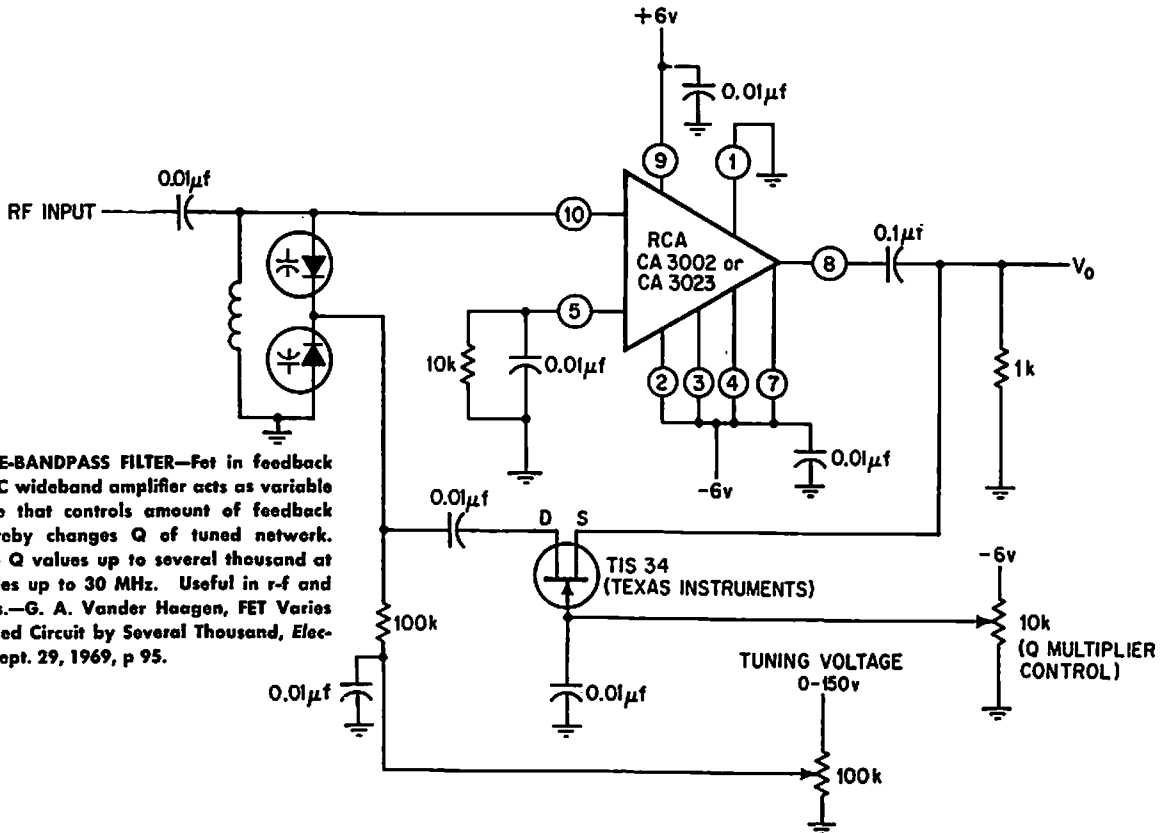 +6v
0.01µf
9
1
0.01µf
RF INPUT
10
RCA
CA 3002 or
CA 3023
8
0.1µf
V₀
5
10k
0.01µf
2
3
4
7
1k
0.01µf
-6v
E-BANDPASS FILTER—Fet in feedback
C wideband amplifier acts as variable
e that controls amount of feedback
reby changes Q of tuned network.
Q values up to several thousand at
ies up to 30 MHz. Useful in r-f and
s.—G. A. Vander Haagen, FET Varies
ed Circuit by Several Thousand, Elec-
ept. 29, 1969, p 95.
0.01µf
D
S
TIS 34
(TEXAS INSTRUMENTS)
-6v
10k
(Q MULTIPLIER
CONTROL)
100k
0.01µf
0.01µf
TUNING VOLTAGE
0-150v
100k